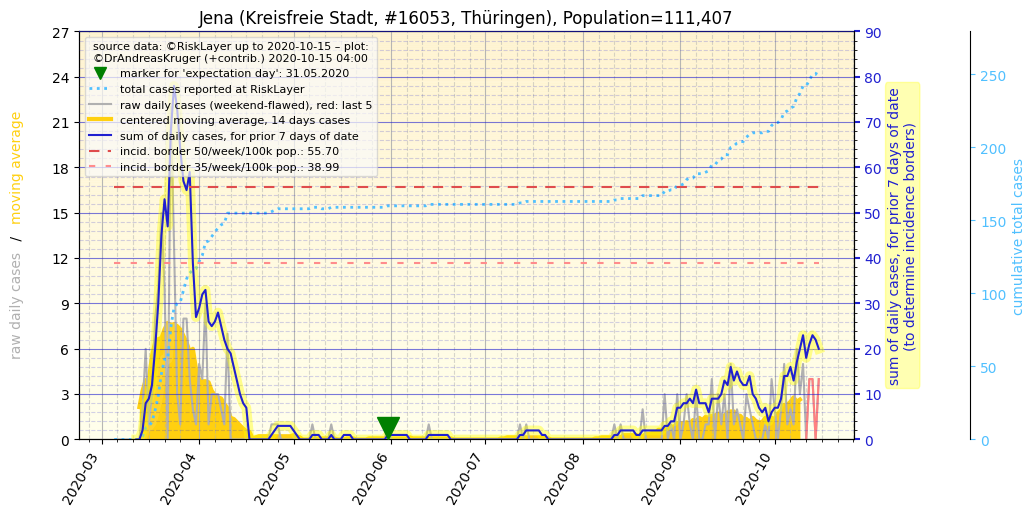 Jena (Kreisfreie Stadt, #16053, Thüringen), Population=111,407
source data: ©RiskLayer up to 2020-10-15 – plot:
©DrAndreasKruger (+contrib.) 2020-10-15 04:00
marker for 'expectation day': 31.05.2020
total cases reported at RiskLayer
raw daily cases (weekend-flawed), red: last 5
centered moving average, 14 days cases
sum of daily cases, for prior 7 days of date
incid. border 50/week/100k pop.: 55.70
incid. border 35/week/100k pop.: 38.99
raw daily cases / moving average
27
24
21
18
15
12
9
6
3
0
2020-03
2020-04
2020-05
2020-06
2020-07
2020-08
2020-09
2020-10
90
80
70
60
50
40
30
20
10
0
sum of daily cases, for prior 7 days of date
(to determine incidence borders)
250
200
150
100
50
0
cumulative total cases